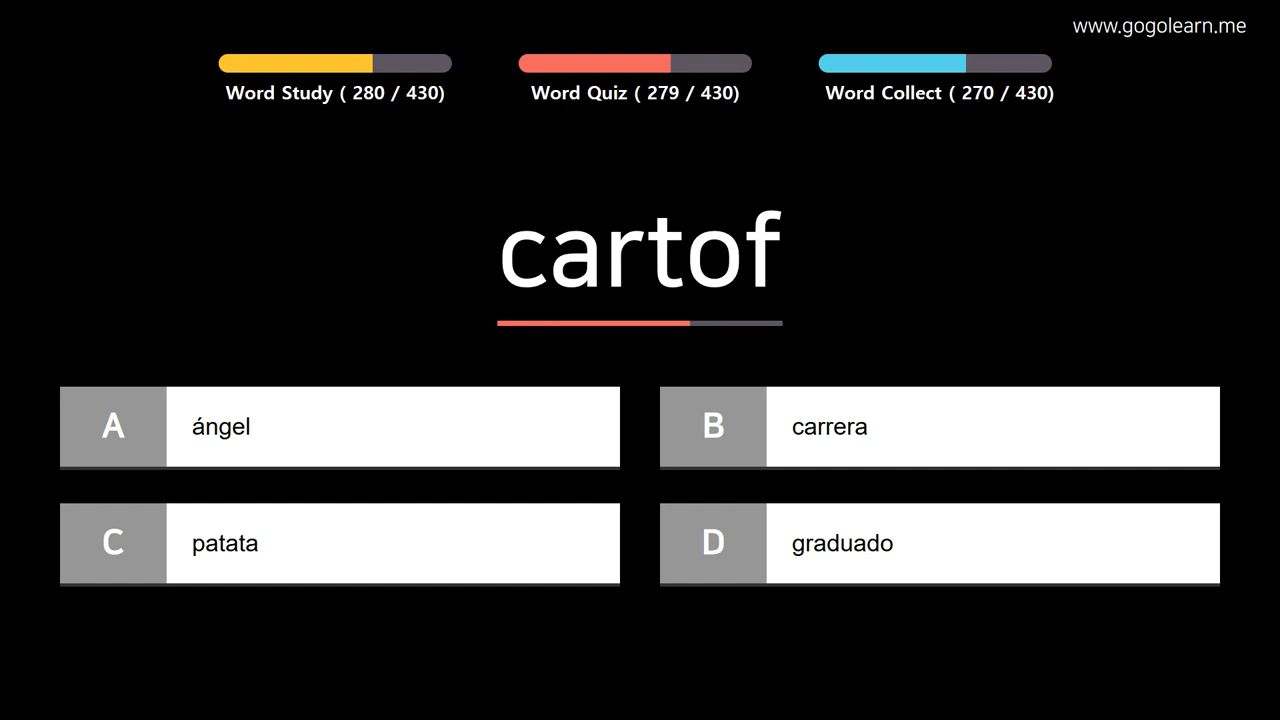 www.gogolearn.me
Word Study ( 280 / 430)
Word Quiz ( 279 / 430)
Word Collect ( 270 / 430)
cartof
A ángel
B carrera
C patata
D graduado